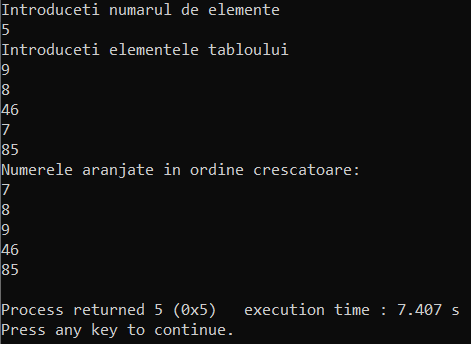 Introduceti numarul de elemente
5
Introduceti elementele tabloului
9
8
46
7
85
Numerele aranjate in ordine crescatoare:
7
8
9
46
85
Process returned 5 (0x5)   execution time : 7.407 s
Press any key to continue.